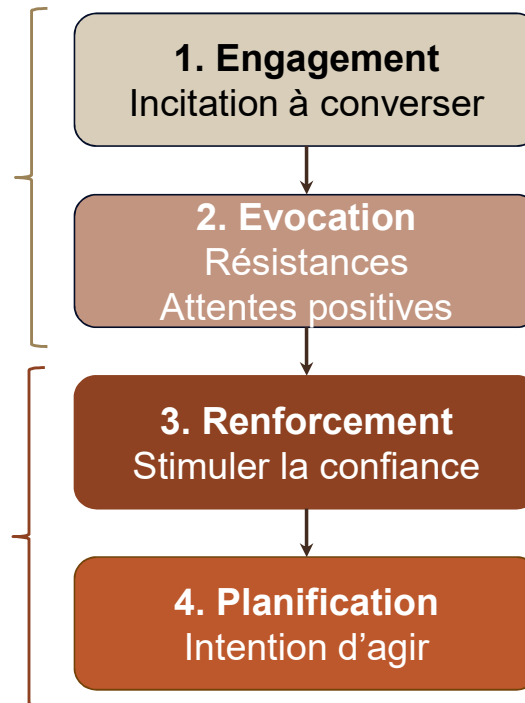 1. Engagement
Incitation à converser
2. Evocation
Résistances
Attentes positives
3. Renforcement
Stimuler la confiance
4. Planification
Intention d’agir